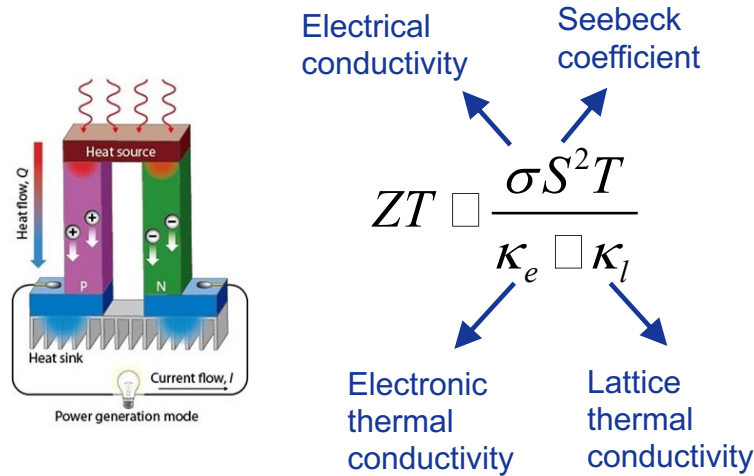 Electrical
conductivity
Seebeck
coefficient
Heat source
Heat flow, Q
+ +
− −
P N
Heat sink
Current flow, I
Power generation mode
ZT □ σS²T / κₑ □ κₗ
Electronic
thermal
conductivity
Lattice
thermal
conductivity